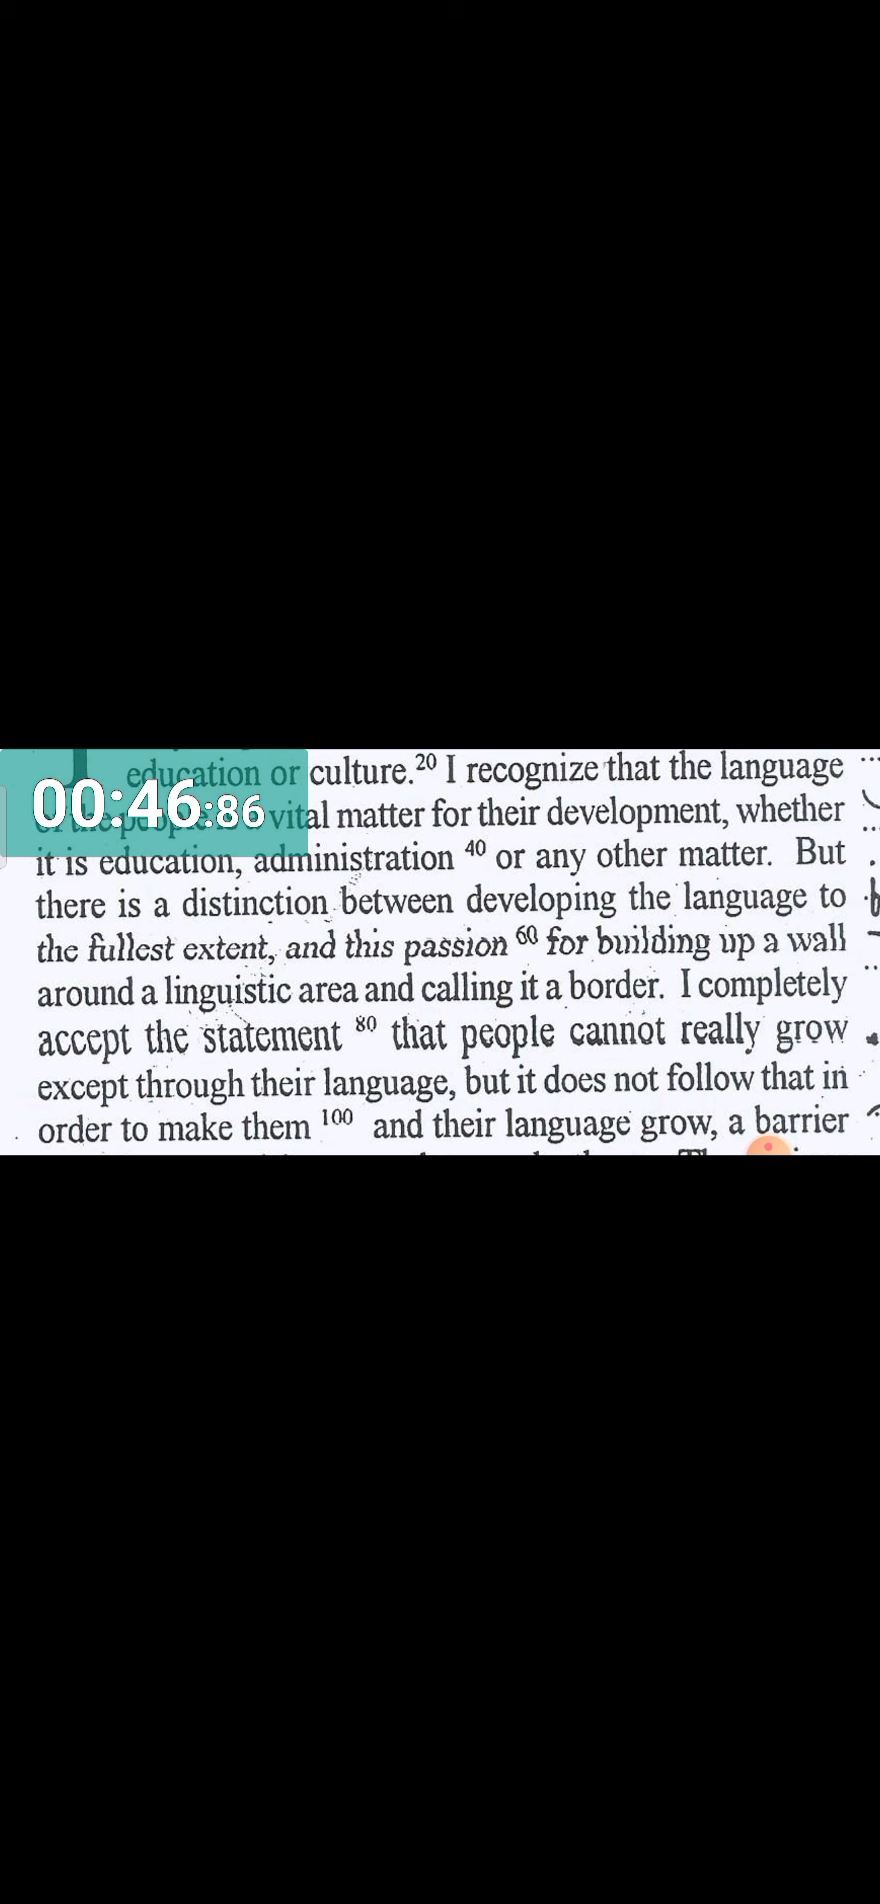 education or culture.20 I recognize that the language
00:46:86
of the people vital matter for their development, whether
it is education, administration 40 or any other matter. But
there is a distinction between developing the language to
the fullest extent, and this passion 60 for building up a wall
around a linguistic area and calling it a border. I completely
accept the statement 80 that people cannot really grow
except through their language, but it does not follow that in
order to make them 100 and their language grow, a barrier